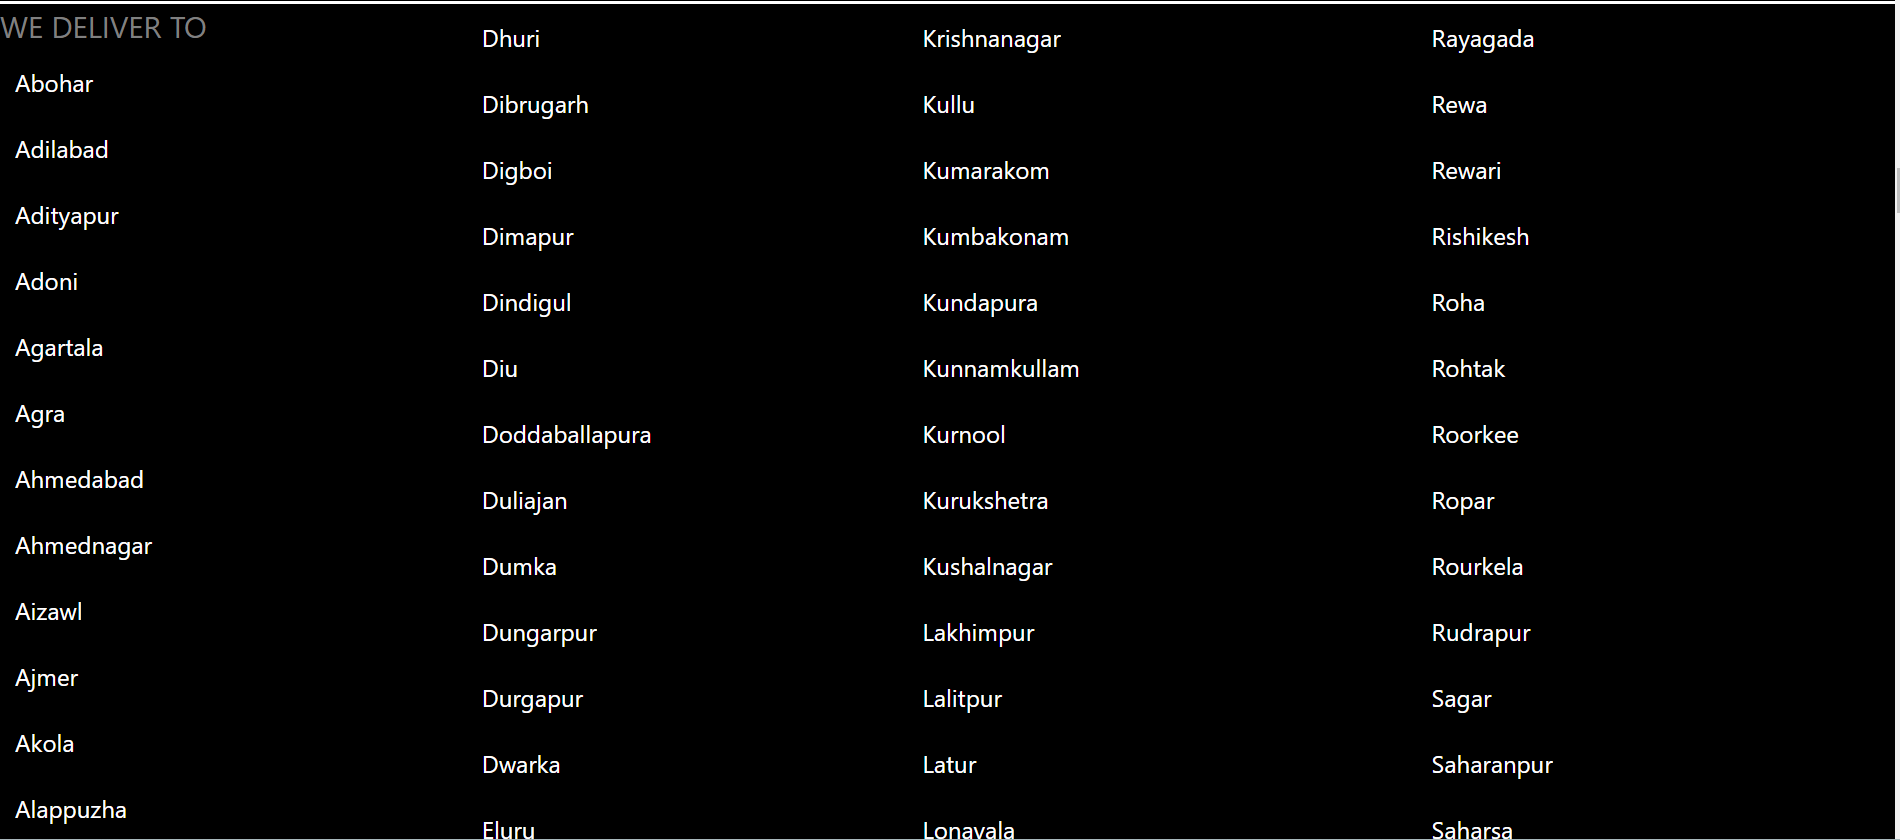 WE DELIVER TO
Abohar
Adilabad
Adityapur
Adoni
Agartala
Agra
Ahmedabad
Ahmednagar
Aizawl
Ajmer
Akola
Alappuzha
Dhuri
Dibrugarh
Digboi
Dimapur
Dindigul
Diu
Doddaballapura
Duliajan
Dumka
Dungarpur
Durgapur
Dwarka
Eluru
Krishnanagar
Kullu
Kumarakom
Kumbakonam
Kundapura
Kunnamkullam
Kurnool
Kurukshetra
Kushalnagar
Lakhimpur
Lalitpur
Latur
Lonavala
Rayagada
Rewa
Rewari
Rishikesh
Roha
Rohtak
Roorkee
Ropar
Rourkela
Rudrapur
Sagar
Saharanpur
Saharsa